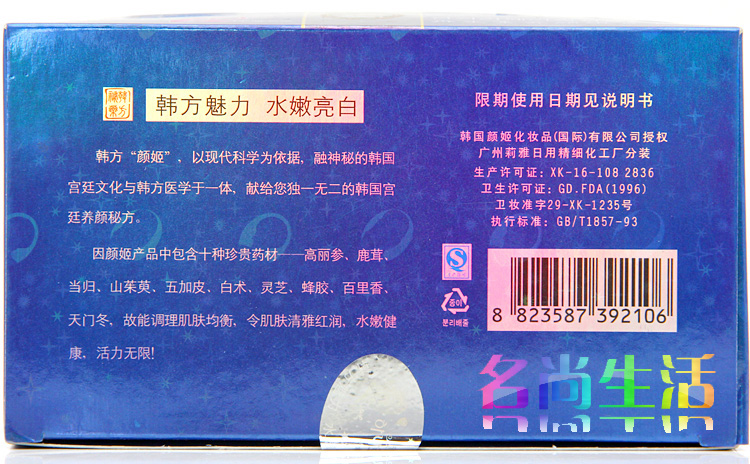 韩方魅力 水嫩亮白
韩方“颜姬”，以现代科学为依据，融神秘的韩国
宫廷文化与韩方医学于一体，献给您独一无二的韩国宫
廷养颜秘方。
因颜姬产品中包含十种珍贵药材——高丽参、鹿茸、
当归、山茱萸、五加皮、白术、灵芝、蜂胶、百里香、
天门冬，故能调理肌肤均衡，令肌肤清雅红润，水嫩健
康，活力无限!
限期使用日期见说明书
韩国颜姬化妆品(国际)有限公司授权
广州莉雅日用精细化工厂分装
生产许可证：XK-16-108 2836
卫生许可证：GD.FDA(1996)
卫妆准字29-XK-1235号
执行标准：GB/T1857-93
종이
분리배출
8 823587 392106
名尚生活